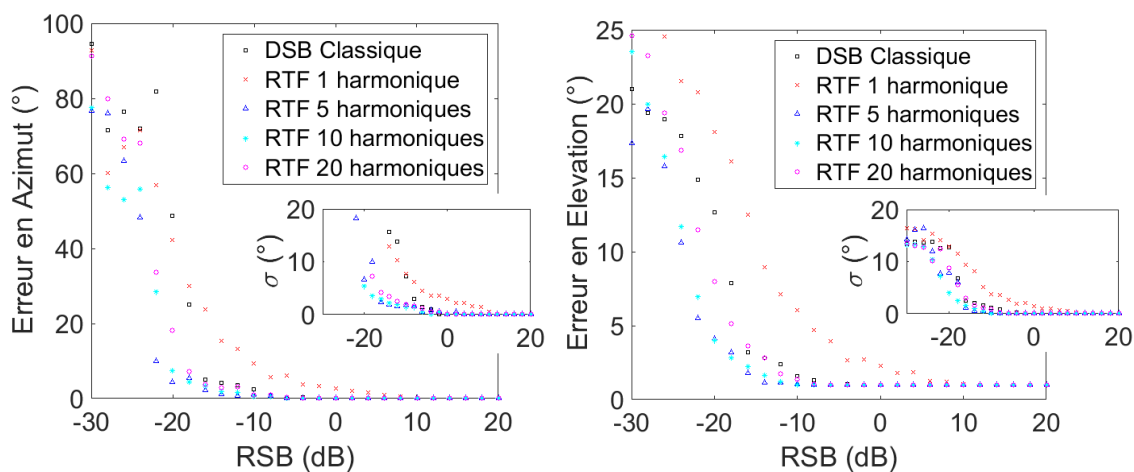 100
80
60
40
20
0
Erreur en Azimut (°)
DSB Classique
RTF 1 harmonique
RTF 5 harmoniques
RTF 10 harmoniques
RTF 20 harmoniques
20
10
0
σ (°)
-20
0
20
-30
-20
-10
0
10
20
RSB (dB)
25
20
15
10
5
0
Erreur en Elevation (°)
DSB Classique
RTF 1 harmonique
RTF 5 harmoniques
RTF 10 harmoniques
RTF 20 harmoniques
20
10
0
σ (°)
-20
0
20
-30
-20
-10
0
10
20
RSB (dB)